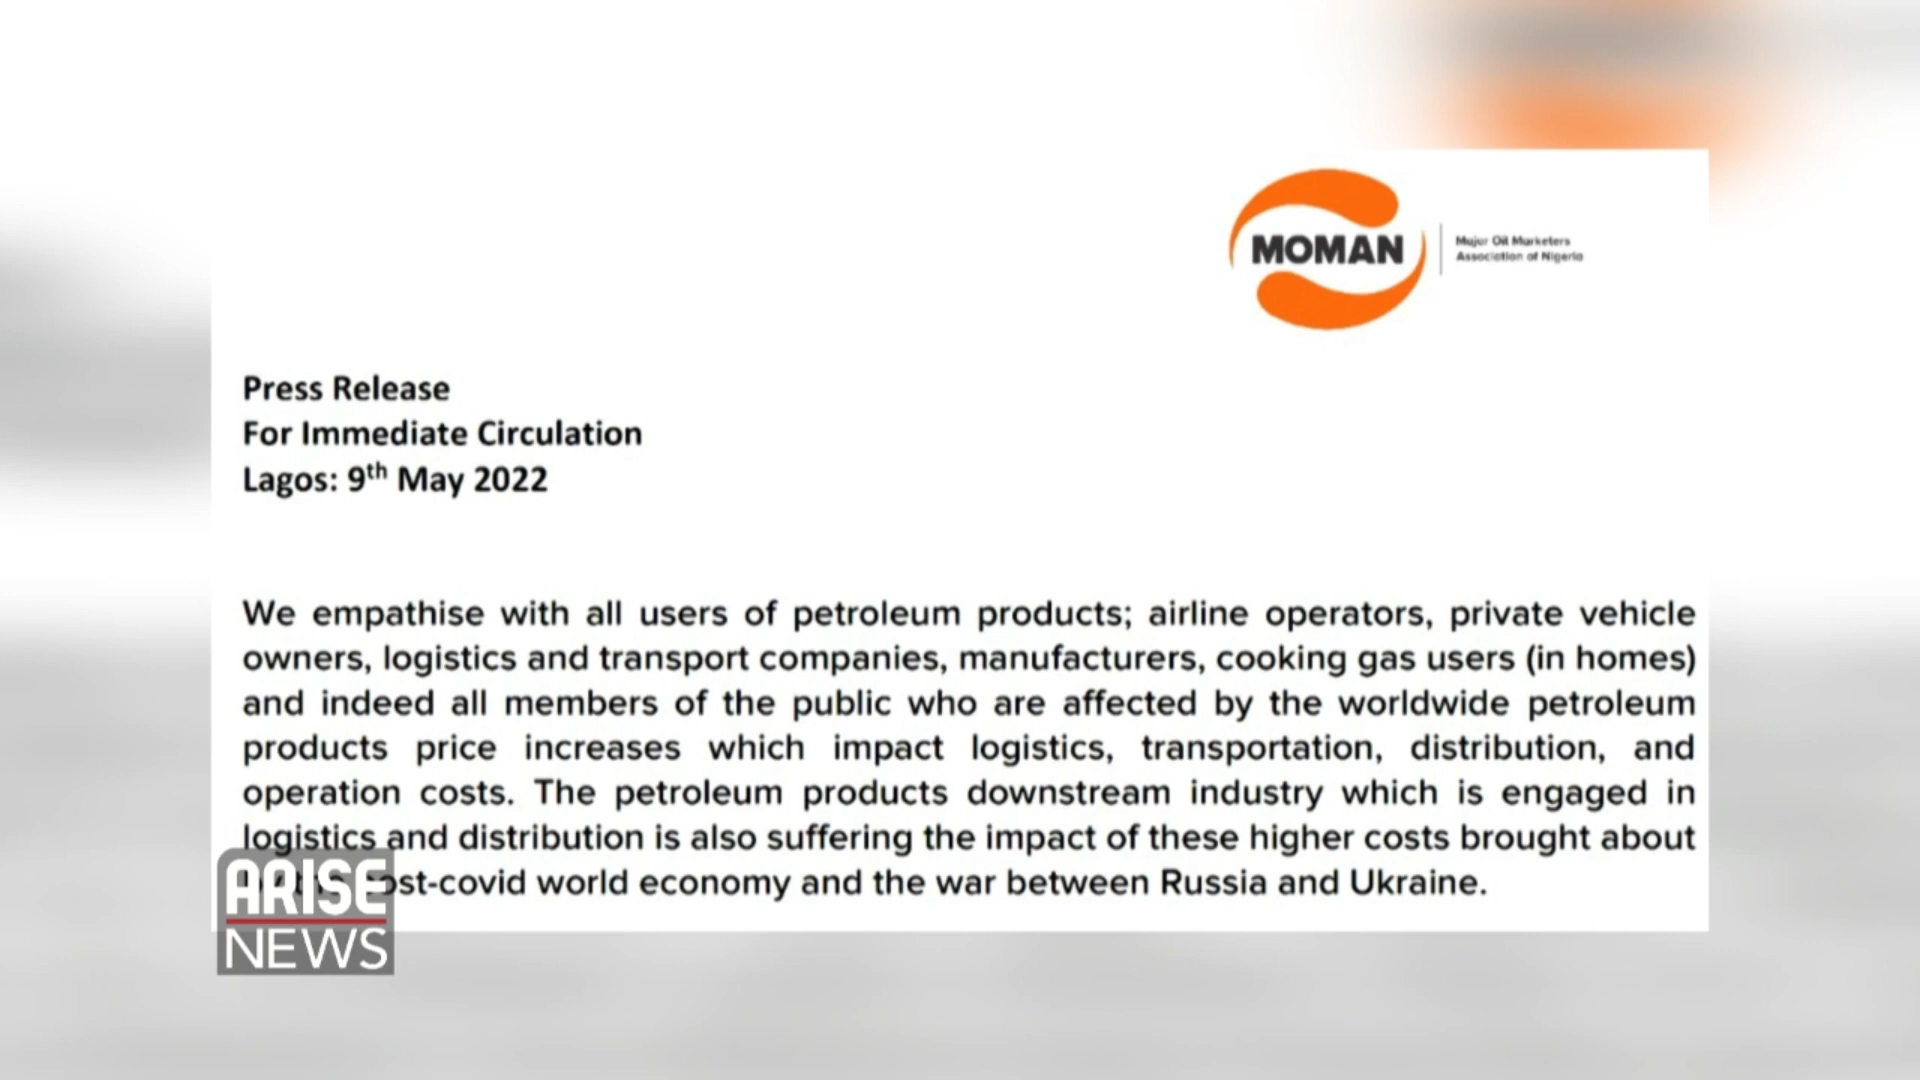 MOMAN
Major Oil Marketers
Association of Nigeria
Press Release
For Immediate Circulation
Lagos: 9th May 2022
We empathise with all users of petroleum products; airline operators, private vehicle
owners, logistics and transport companies, manufacturers, cooking gas users (in homes)
and indeed all members of the public who are affected by the worldwide petroleum
products price increases which impact logistics, transportation, distribution, and
operation costs. The petroleum products downstream industry which is engaged in
logistics and distribution is also suffering the impact of these higher costs brought about
ost-covid world economy and the war between Russia and Ukraine.
ARISE
NEWS